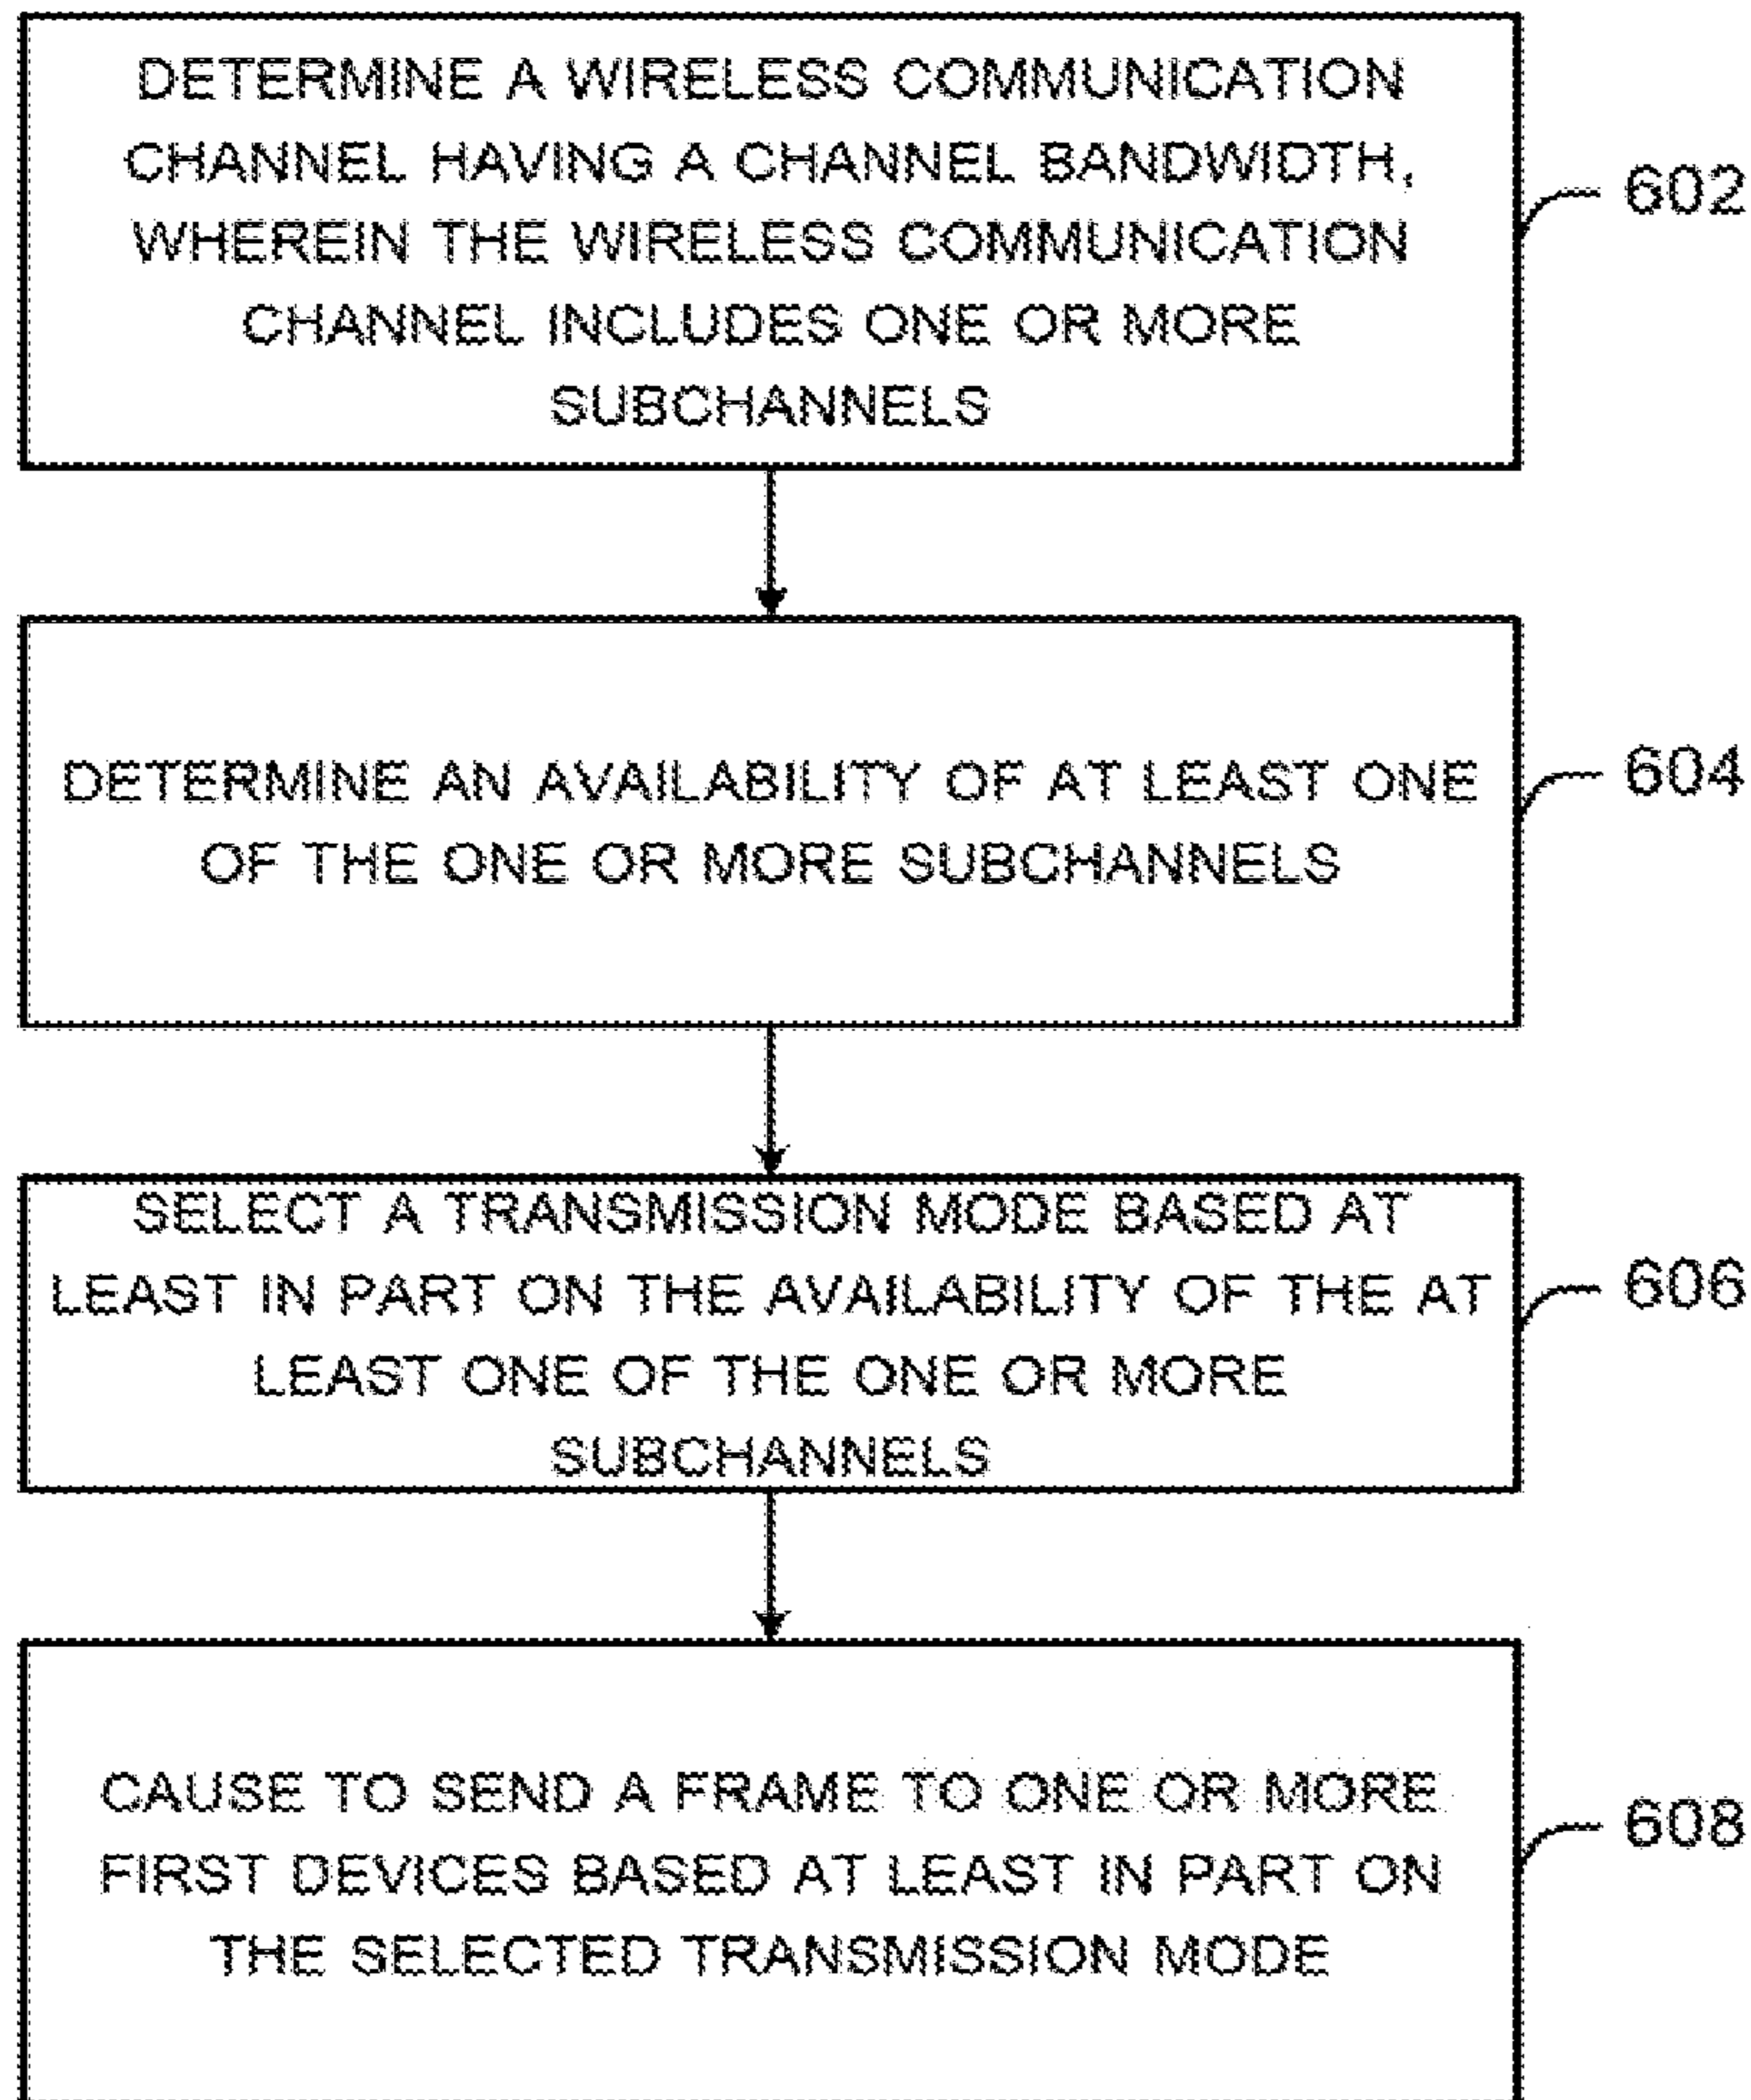 DETERMINE A WIRELESS COMMUNICATION
CHANNEL HAVING A CHANNEL BANDWIDTH,
WHEREIN THE WIRELESS COMMUNICATION
CHANNEL INCLUDES ONE OR MORE
SUBCHANNELS
602
DETERMINE AN AVAILABILITY OF AT LEAST ONE
OF THE ONE OR MORE SUBCHANNELS
604
SELECT A TRANSMISSION MODE BASED AT
LEAST IN PART ON THE AVAILABILITY OF THE AT
LEAST ONE OF THE ONE OR MORE
SUBCHANNELS
606
CAUSE TO SEND A FRAME TO ONE OR MORE
FIRST DEVICES BASED AT LEAST IN PART ON
THE SELECTED TRANSMISSION MODE
608